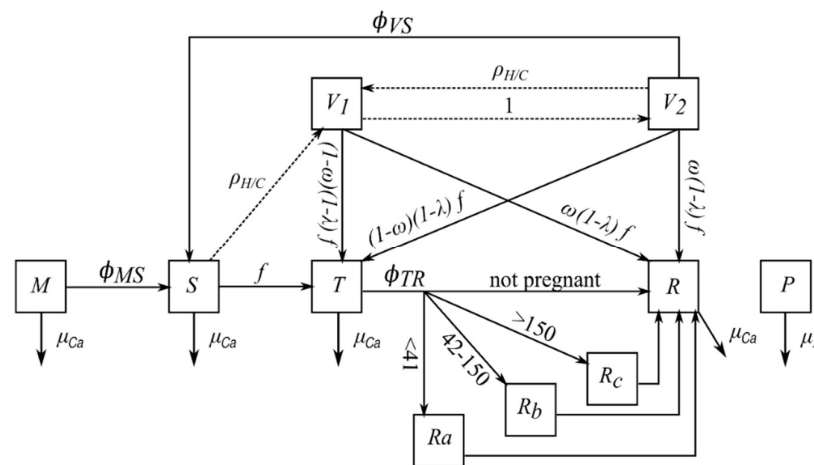 ϕVS
ρH/C
V1
V2
1
ρH/C
(1-ω)(1-λ) f
(1-ω)(1-λ) f
ω(1-λ) f
ω(1-λ) f
M
ϕMS
S
f
T
ϕTR
not pregnant
R
P
μCa
μCa
μCa
<41
42-150
>150
μCa
Rc
Rb
Ra